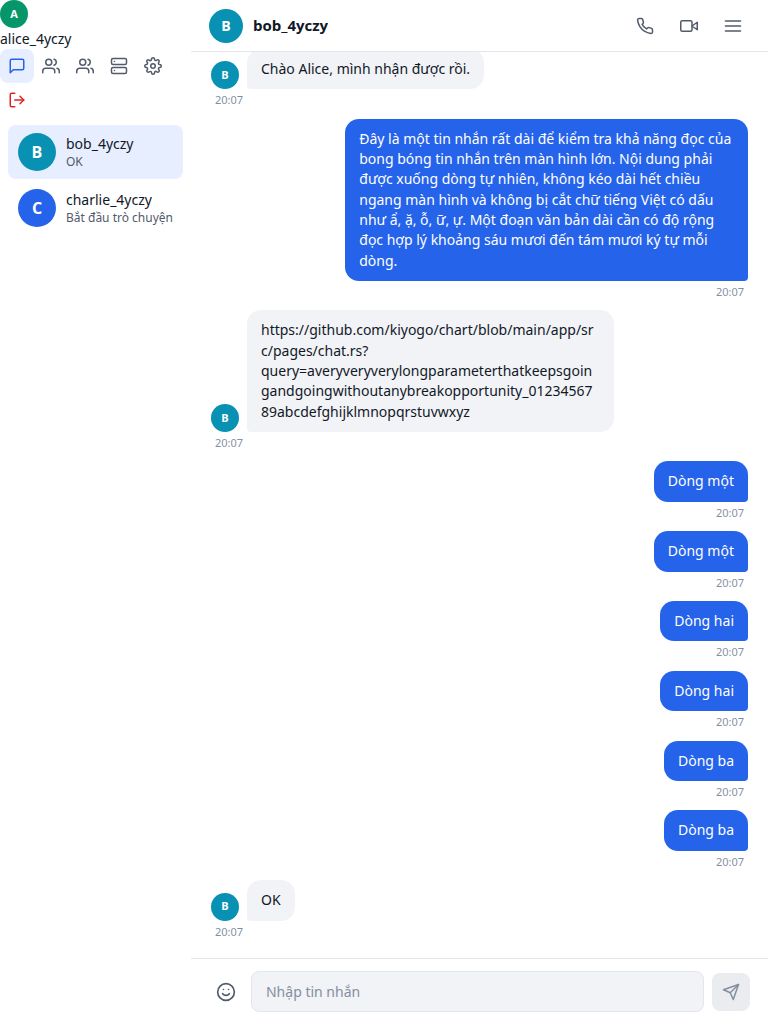 A
alice_4yczy
B
bob_4yczy
OK
C
charlie_4yczy
Bắt đầu trò chuyện
B
bob_4yczy
B
Chào Alice, mình nhận được rồi.
20:07
Đây là một tin nhắn rất dài để kiểm tra khả năng đọc của
bong bóng tin nhắn trên màn hình lớn. Nội dung phải
được xuống dòng tự nhiên, không kéo dài hết chiều
ngang màn hình và không bị cắt chữ tiếng Việt có dấu
như ấ, ặ, ỗ, ữ, ự. Một đoạn văn bản dài cần có độ rộng
đọc hợp lý khoảng sáu mươi đến tám mươi ký tự mỗi
dòng.
20:07
https://github.com/kiyogo/chart/blob/main/app/sr
c/pages/chat.rs?
query=averyveryverylongparameterthatkeepsgoin
gandgoingwithoutanybreakopportunity_01234567
89abcdefghijklmnopqrstuvwxyz
B
20:07
Dòng một
20:07
Dòng một
20:07
Dòng hai
20:07
Dòng hai
20:07
Dòng ba
20:07
Dòng ba
20:07
B
OK
20:07
Nhập tin nhắn